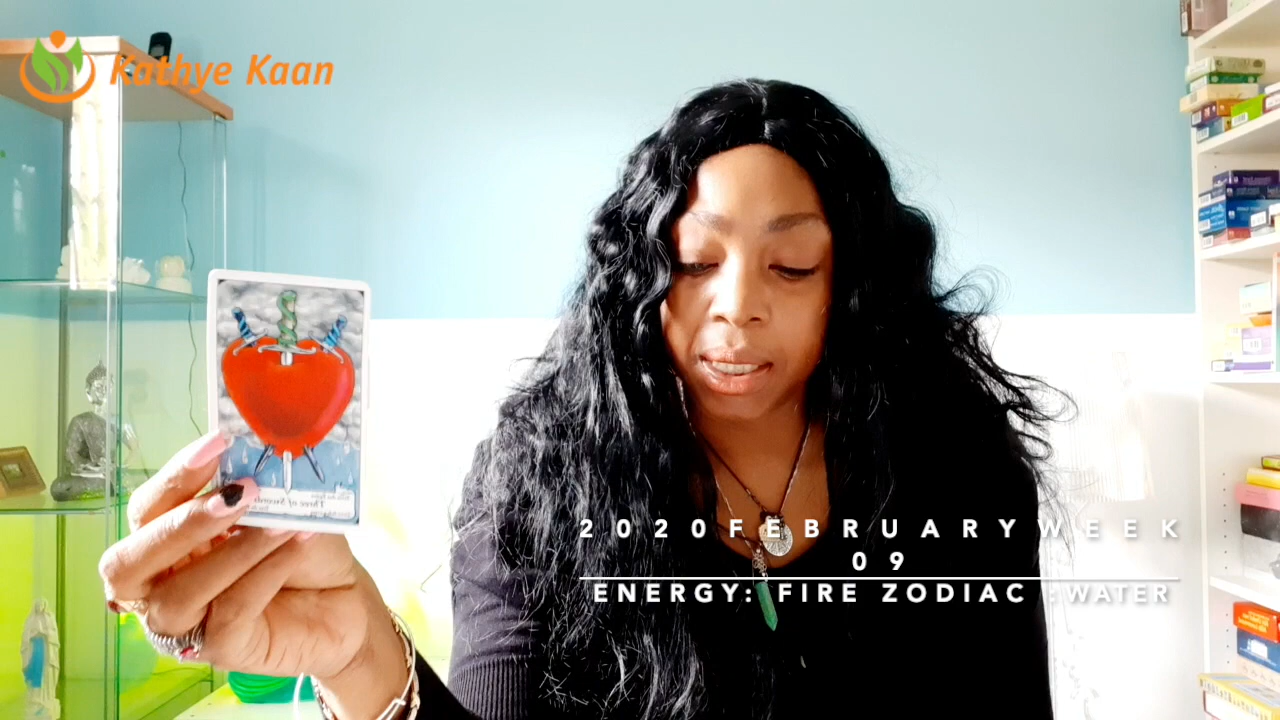 Kathye Kaan
Three of Swords
2020FEBRUARYWEEK
09
ENERGY: FIRE ZODIAC :WATER